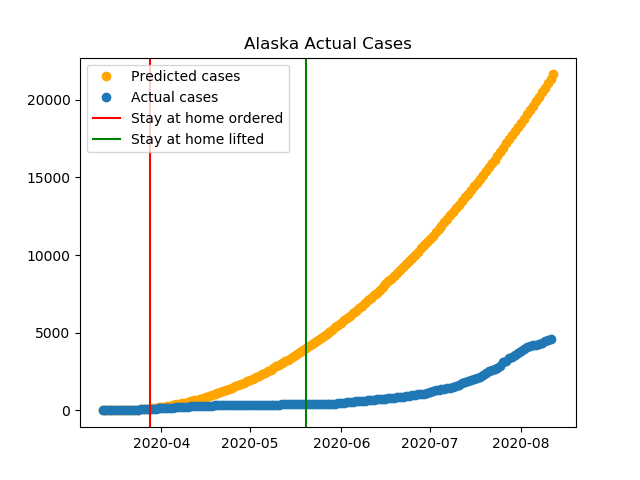 Alaska Actual Cases
Predicted cases
Actual cases
Stay at home ordered
Stay at home lifted
20000
15000
10000
5000
0
2020-04 2020-05 2020-06 2020-07 2020-08